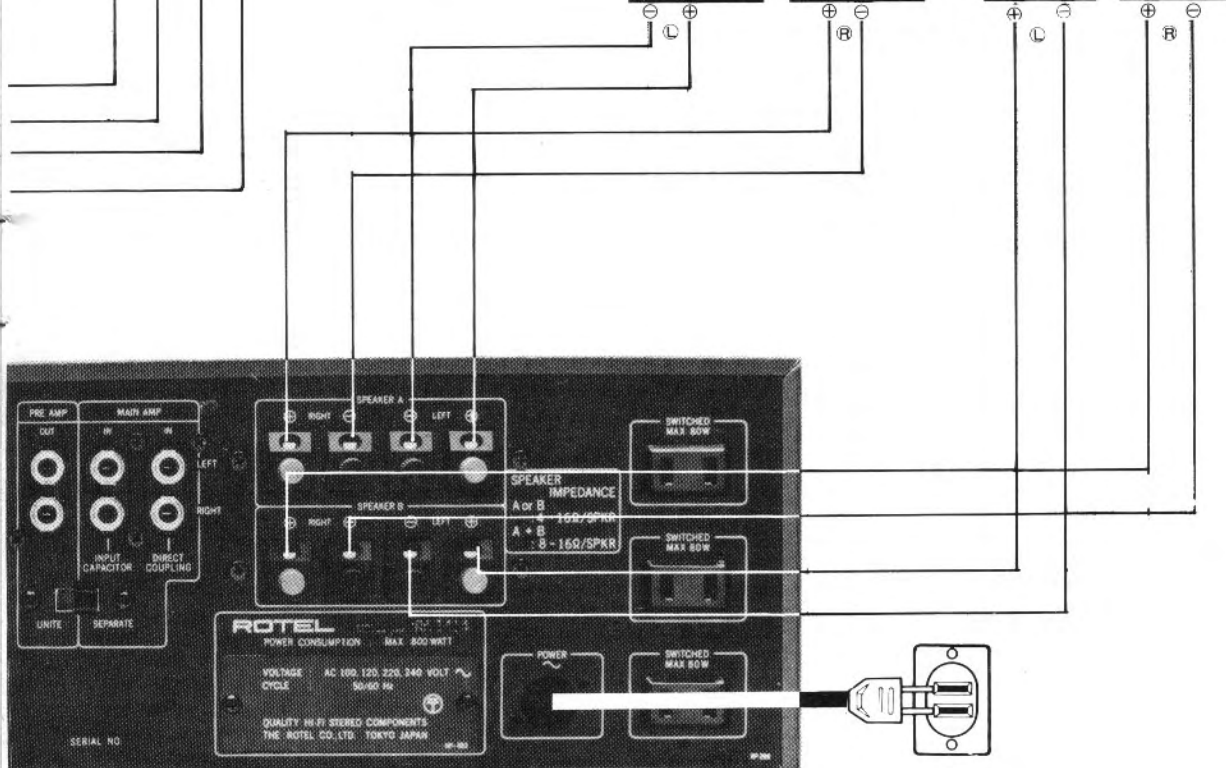 ⊖ ⊕
Ⓛ
⊕ ⊖
Ⓡ
⊕ ⊖
Ⓛ
⊕ ⊖
Ⓡ
PRE AMP
OUT
MAIN AMP
IN
IN
LEFT
RIGHT
INPUT
CAPACITOR
DIRECT
COUPLING
UNITE
SEPARATE
SPEAKER A
⊕ RIGHT ⊖ ⊖ LEFT ⊕
SPEAKER B
RIGHT ⊖ LEFT ⊕
SPEAKER
IMPEDANCE
A or B
: 4 -16Ω/SPKR
A + B
: 8 -16Ω/SPKR
SWITCHED
MAX 80W
SWITCHED
MAX 80W
SWITCHED
MAX 80W
POWER
∼
ROTEL
POWER CONSUMPTION MAX 800 WATT
VOLTAGE AC 100, 120, 220, 240 VOLT ∼
CYCLE 50/60 Hz
QUALITY HI-FI STEREO COMPONENTS
THE ROTEL CO.,LTD. TOKYO JAPAN
SERIAL NO